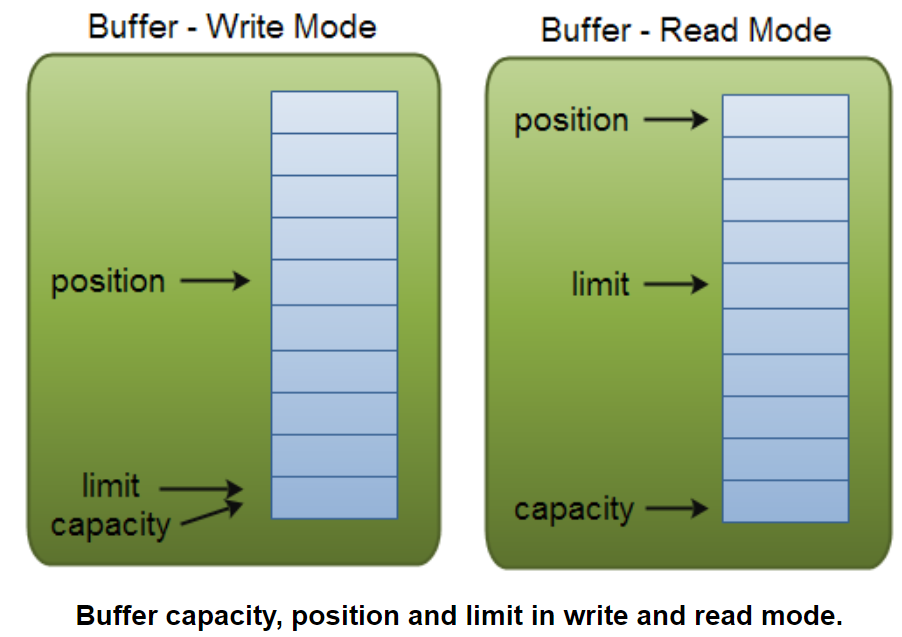 Buffer - Write Mode
position
limit
capacity
Buffer - Read Mode
position
limit
capacity
Buffer capacity, position and limit in write and read mode.